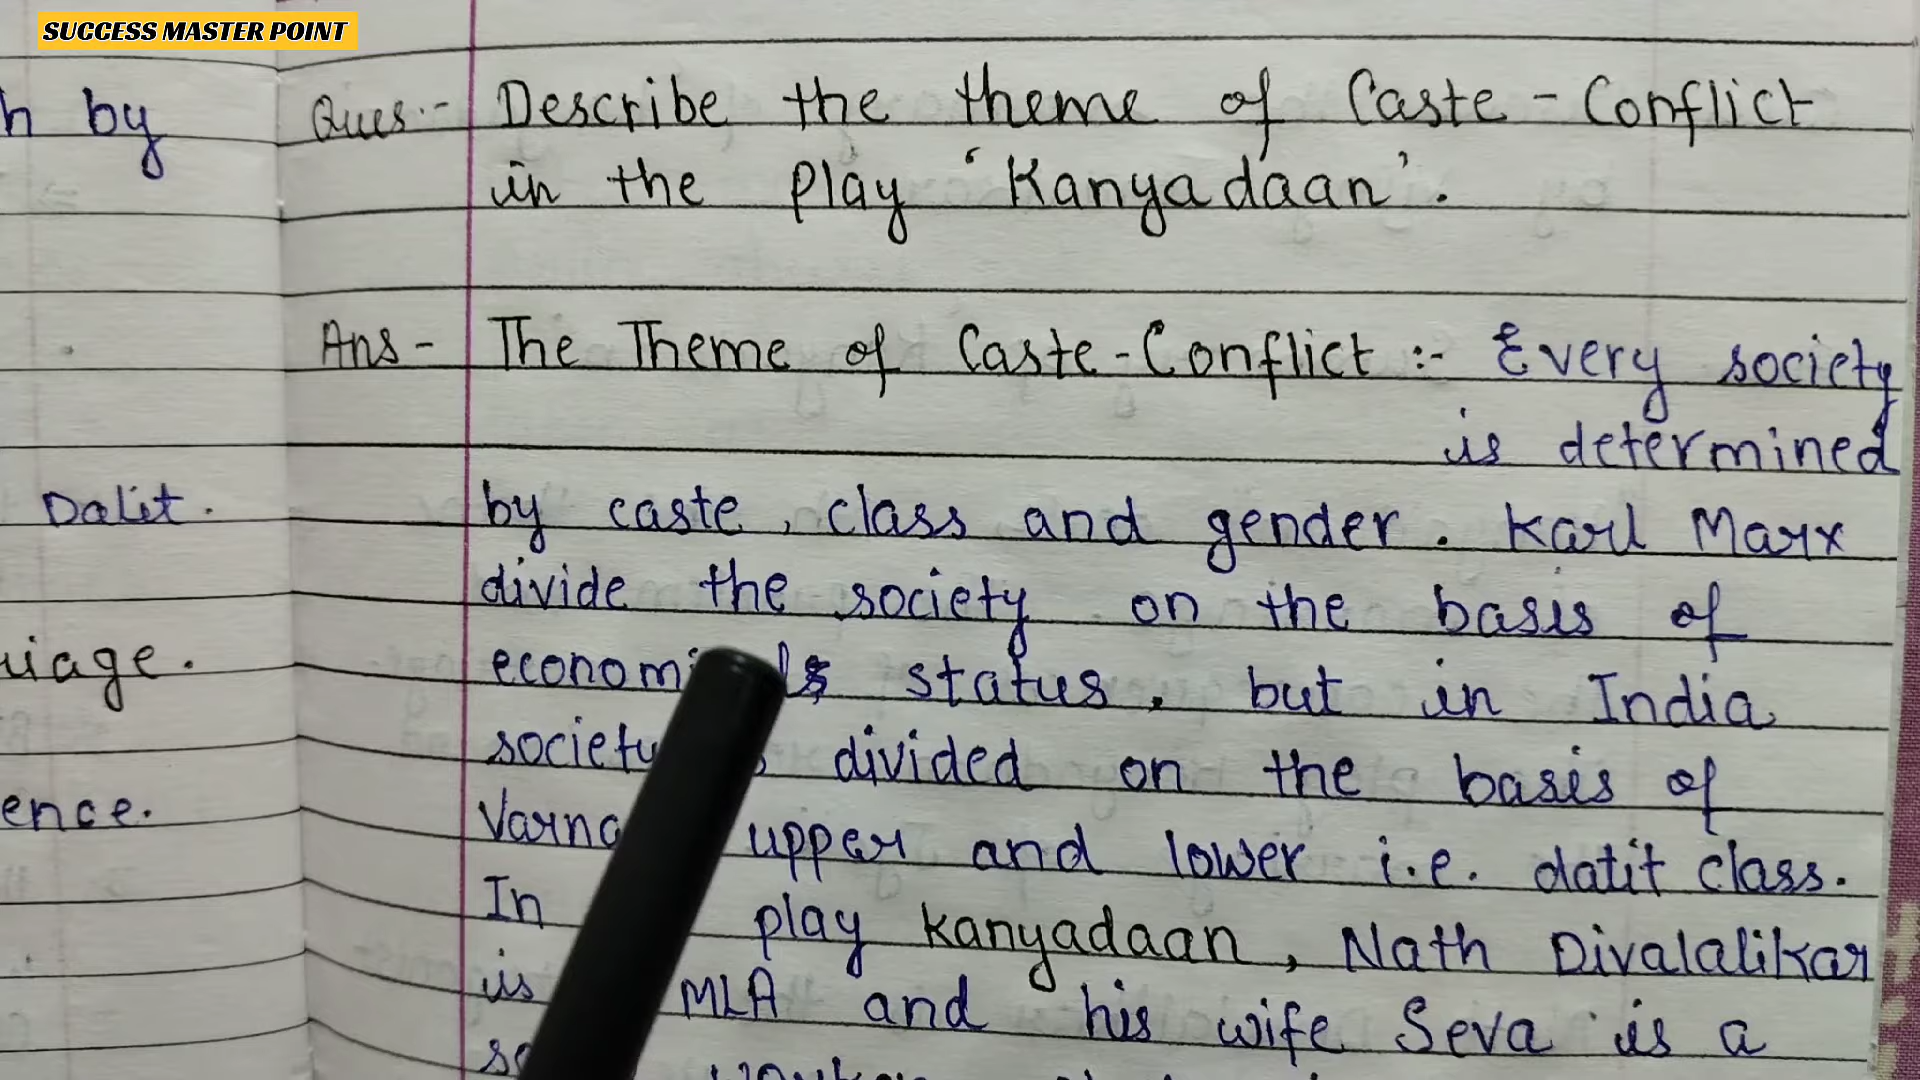 SUCCESS MASTER POINT
h by
Dalit.
uiage.
ence.
Ques:- Describe the theme of Caste-Conflict
in the play 'Kanyadaan'.
Ans- The Theme of Caste-Conflict :- Every society
is determined
by caste, class and gender. Karl Marx
divide the society on the basis of
status, but in India
society divided on the basis of
upper and lower i.e. datit class.
In play kanyadaan, Nath Divalalikar
is MLA and his wife Seva is a